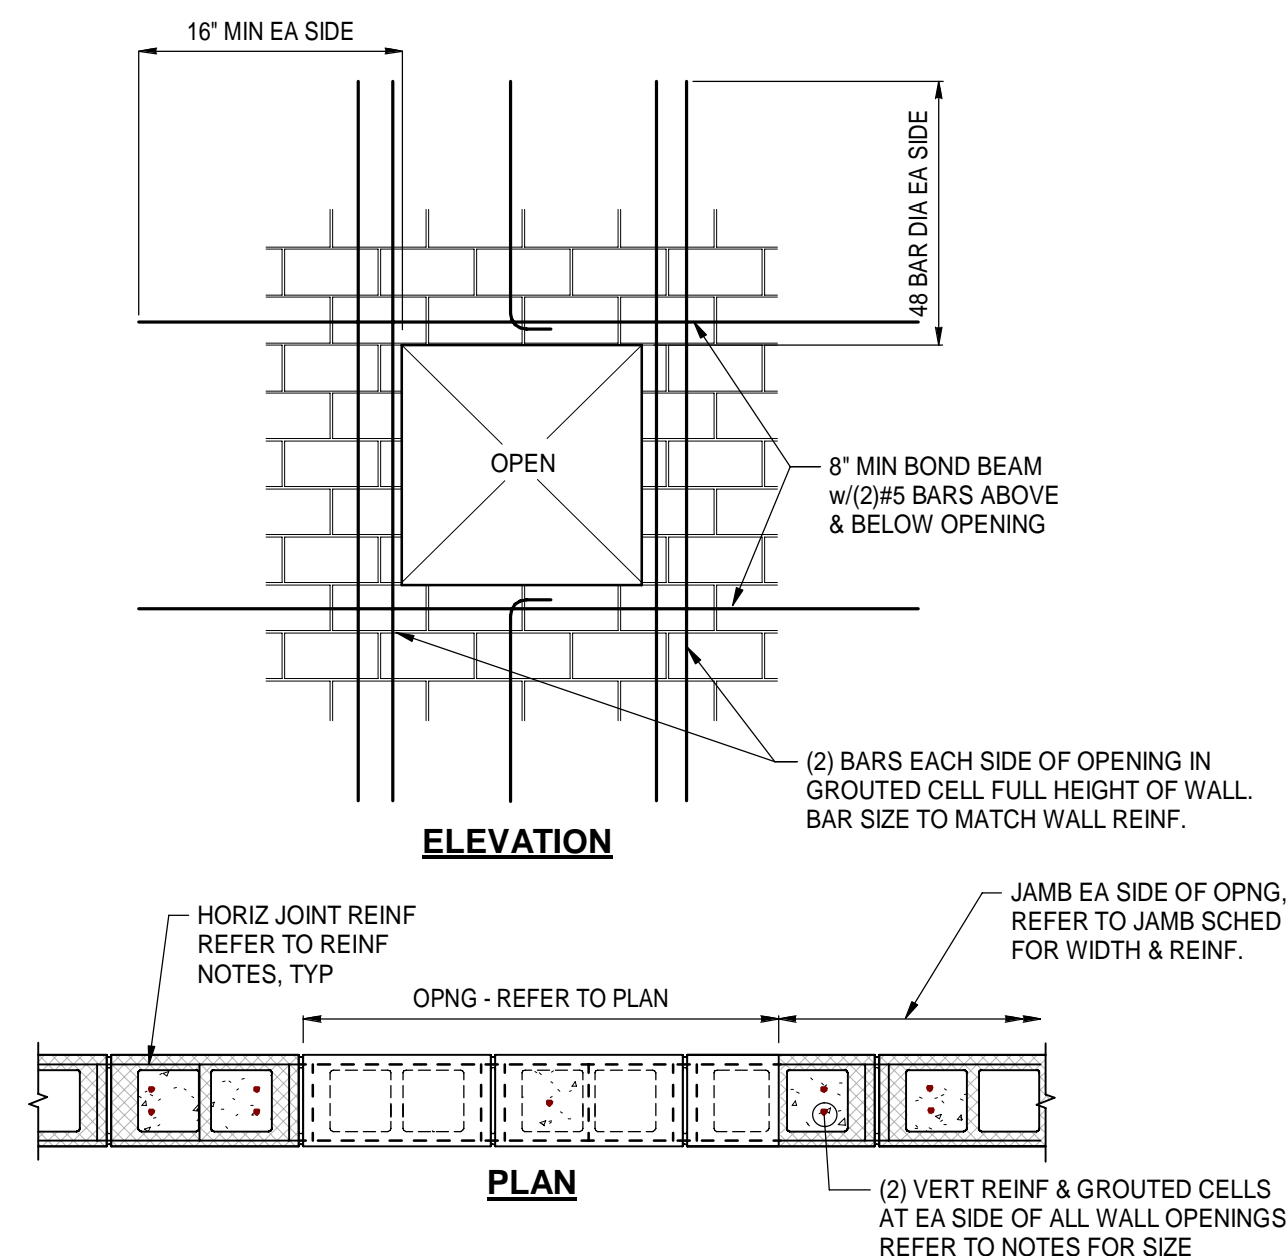 16" MIN EA SIDE
48 BAR DIA EA SIDE
OPEN
8" MIN BOND BEAM
w/(2)#5 BARS ABOVE
& BELOW OPENING
(2) BARS EACH SIDE OF OPENING IN
GROUTED CELL FULL HEIGHT OF WALL.
BAR SIZE TO MATCH WALL REINF.
ELEVATION
HORIZ JOINT REINF
REFER TO REINF
NOTES, TYP
JAMB EA SIDE OF OPNG,
REFER TO JAMB SCHED
FOR WIDTH & REINF.
OPNG - REFER TO PLAN
PLAN
(2) VERT REINF & GROUTED CELLS
AT EA SIDE OF ALL WALL OPENINGS
REFER TO NOTES FOR SIZE